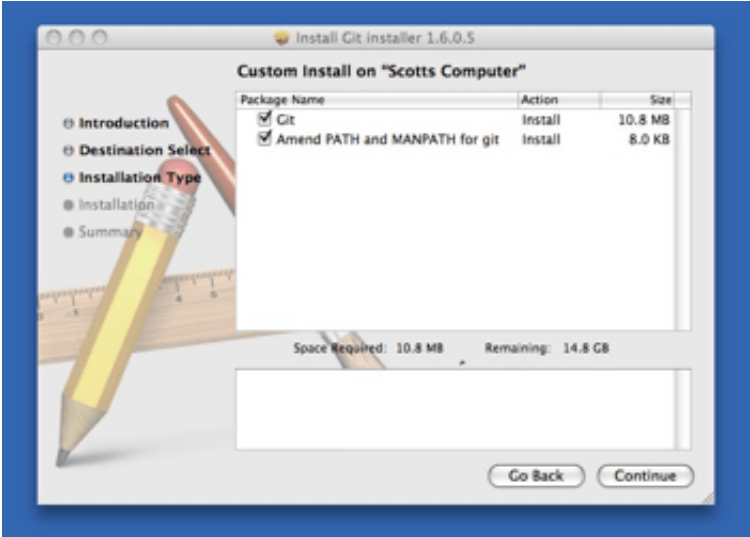 Install Git installer 1.6.0.5
Custom Install on "Scotts Computer"
Package Name Action Size
Git Install 10.8 MB
Amend PATH and MANPATH for git Install 8.0 KB
Introduction
Destination Select
Installation Type
Installation
Summary
Space Required: 10.8 MB Remaining: 14.8 GB
Go Back Continue